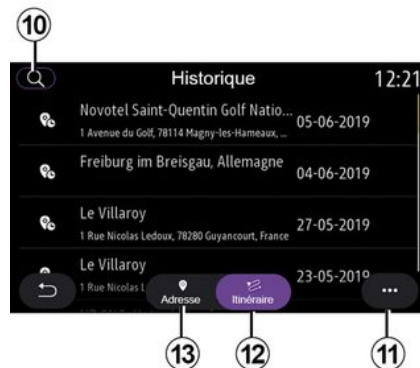 10
Historique 12:21
Novotel Saint-Quentin Golf Natio... 05-06-2019
1 Avenue du Golf, 78114 Magny-les-Hameaux, ...
Freiburg im Breisgau, Allemagne 04-06-2019
Le Villaroy 27-05-2019
1 Rue Nicolas Ledoux, 78280 Guyancourt, France
Le Villaroy 23-05-2019
1 Rue Nicolas
Adresse Itinéraire
13 12 11